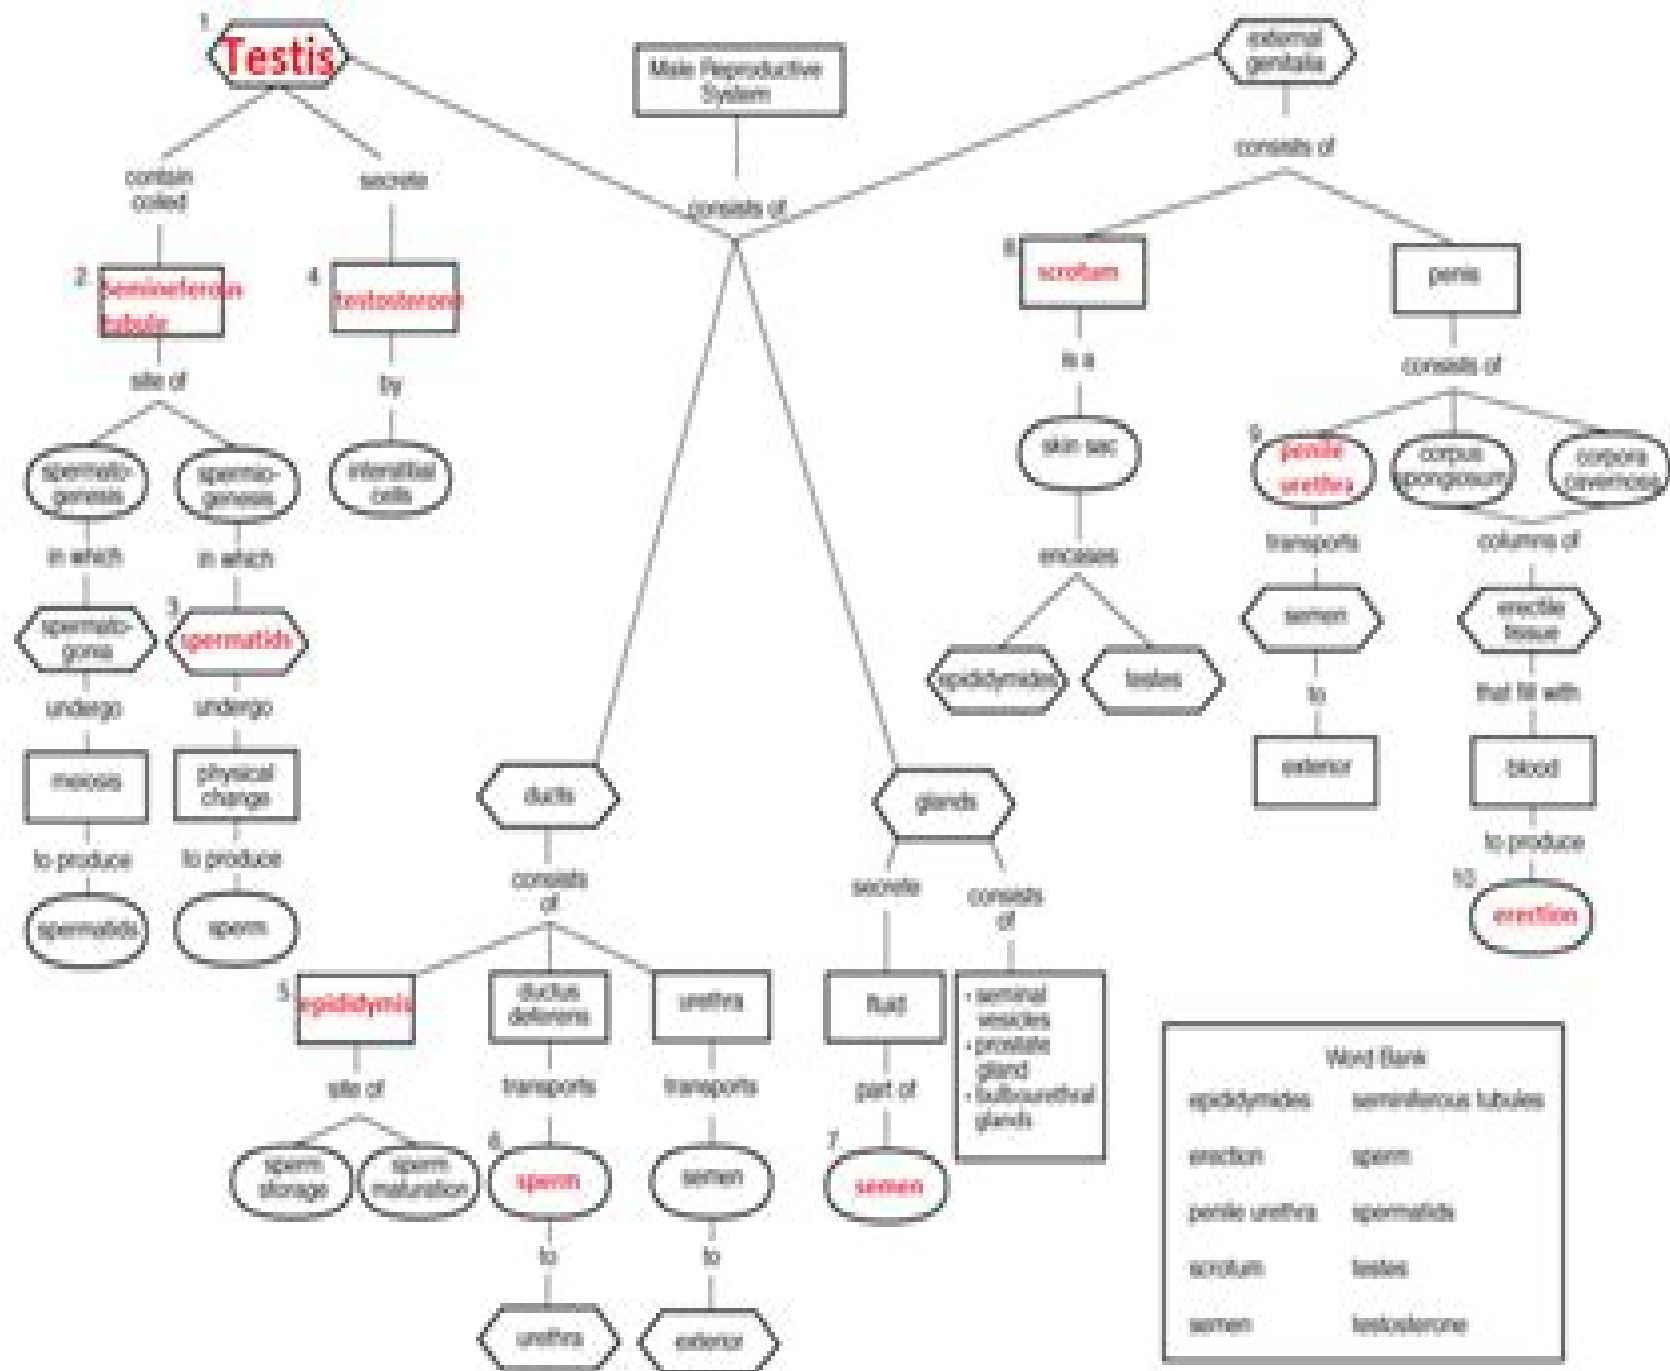 1
Testis
Male Reproductive
System
external
genitalia
contain
coiled
secrete
consists of
consists of
2
semineferous
tubule
4
testosterone
8
scrotum
penis
site of
by
is a
consists of
spermato-
genesis
spermio-
genesis
interstitial
cells
skin sac
9
penile
urethra
corpus
spongiosum
corpora
cavernosa
in which
in which
encases
transports
columns of
spermato-
gonia
3
spermatids
semen
erectile
tissue
epididymides
testes
undergo
undergo
to
that fill with
meiosis
physical
change
ducts
glands
exterior
blood
to produce
to produce
consists
of
secrete
consists
of
to produce
spermatids
sperm
10
erection
5
epididymis
ductus
deferens
urethra
fluid
• seminal
vesicles
• prostate
gland
• bulbourethral
glands
site of
transports
transports
part of
sperm
storage
sperm
maturation
6
sperm
semen
7
semen
to
to
urethra
exterior
Word Bank
epididymides seminiferous tubules
erection sperm
penile urethra spermatids
scrotum testes
semen testosterone